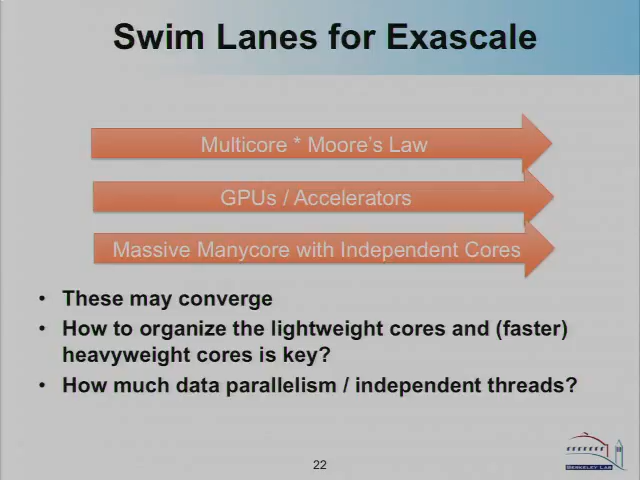 Swim Lanes for Exascale
Multicore * Moore's Law
GPUs / Accelerators
Massive Manycore with Independent Cores
• These may converge
• How to organize the lightweight cores and (faster)
heavyweight cores is key?
• How much data parallelism / independent threads?
22
BERKELEY LAB